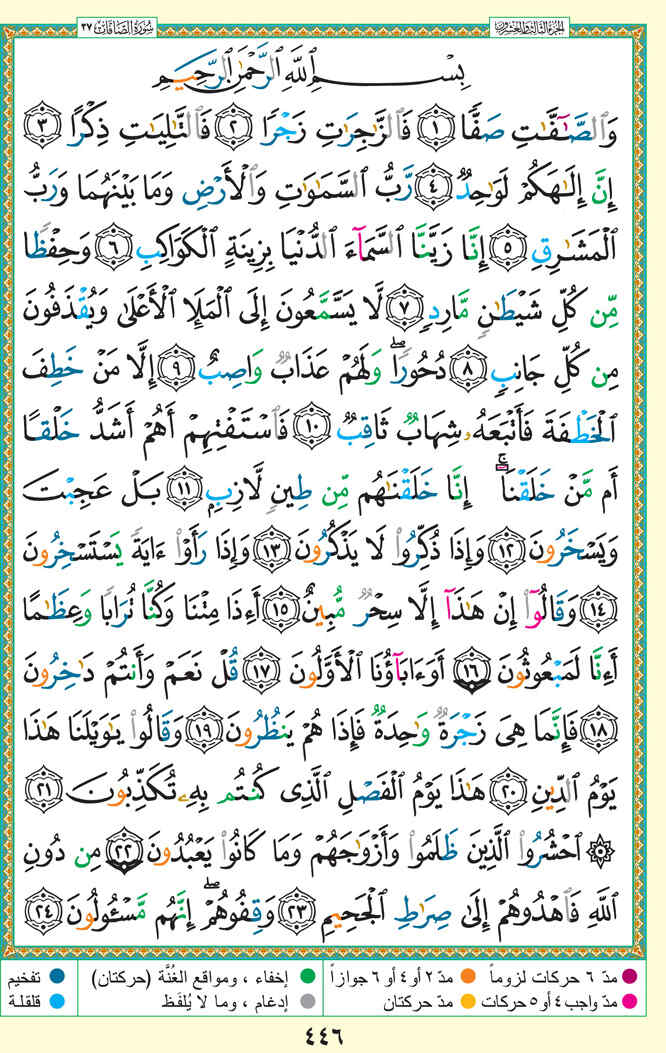 الجزء الثالث والعشرون
سورة الصافات ٣٧
بِسْمِ ٱللَّهِ ٱلرَّحْمَٰنِ ٱلرَّحِيمِ
وَٱلصَّٰٓفَّٰتِ صَفًّا ١ فَٱلزَّٰجِرَٰتِ زَجْرًا ٢ فَٱلتَّٰلِيَٰتِ ذِكْرًا ٣
إِنَّ إِلَٰهَكُمْ لَوَٰحِدٌ ٤ رَّبُّ ٱلسَّمَٰوَٰتِ وَٱلْأَرْضِ وَمَا بَيْنَهُمَا وَرَبُّ
ٱلْمَشَٰرِقِ ٥ إِنَّا زَيَّنَّا ٱلسَّمَآءَ ٱلدُّنْيَا بِزِينَةٍ ٱلْكَوَاكِبِ ٦ وَحِفْظًا
مِّن كُلِّ شَيْطَٰنٍ مَّارِدٍ ٧ لَّا يَسَّمَّعُونَ إِلَى ٱلْمَلَإِ ٱلْأَعْلَىٰ وَيُقْذَفُونَ
مِن كُلِّ جَانِبٍ ٨ دُحُورًا ۖ وَلَهُمْ عَذَابٌ وَاصِبٌ ٩ إِلَّا مَنْ خَطِفَ
ٱلْخَطْفَةَ فَأَتْبَعَهُۥ شِهَابٌ ثَاقِبٌ ١٠ فَٱسْتَفْتِهِمْ أَهُمْ أَشَدُّ خَلْقًا
أَم مَّنْ خَلَقْنَا ۚ إِنَّا خَلَقْنَٰهُم مِّن طِينٍ لَّازِبٍ ١١ بَلْ عَجِبْتَ
وَيَسْخَرُونَ ١٢ وَإِذَا ذُكِّرُوا۟ لَا يَذْكُرُونَ ١٣ وَإِذَا رَأَوْا۟ ءَايَةً يَسْتَسْخِرُونَ
١٤ وَقَالُوٓا۟ إِنْ هَٰذَآ إِلَّا سِحْرٌ مُّبِينٌ ١٥ أَءِذَا مِتْنَا وَكُنَّا تُرَابًا وَعِظَٰمًا
أَءِنَّا لَمَبْعُوثُونَ ١٦ أَوَءَابَآؤُنَا ٱلْأَوَّلُونَ ١٧ قُلْ نَعَمْ وَأَنتُمْ دَٰخِرُونَ
١٨ فَإِنَّمَا هِىَ زَجْرَةٌ وَٰحِدَةٌ فَإِذَا هُمْ يَنظُرُونَ ١٩ وَقَالُوا۟ يَٰوَيْلَنَا هَٰذَا
يَوْمُ ٱلدِّينِ ٢٠ هَٰذَا يَوْمُ ٱلْفَصْلِ ٱلَّذِى كُنتُم بِهِۦ تُكَذِّبُونَ ٢١
۞ ٱحْشُرُوا۟ ٱلَّذِينَ ظَلَمُوا۟ وَأَزْوَٰجَهُمْ وَمَا كَانُوا۟ يَعْبُدُونَ ٢٢ مِن دُونِ
ٱللَّهِ فَٱهْدُوهُمْ إِلَىٰ صِرَٰطِ ٱلْجَحِيمِ ٢٣ وَقِفُوهُمْ ۖ إِنَّهُم مَّسْـُٔولُونَ ٢٤
مدّ ٦ حركات لزوماً مدّ ٢ أو ٤ أو ٦ جوازاً إخفاء ، ومواقع الغُنَّة (حركتان) تفخيم
مدّ واجب ٤ أو ٥ حركات مدّ حركتان إدغام ، وما لا يُلفَظ قلقلة
٤٤٦